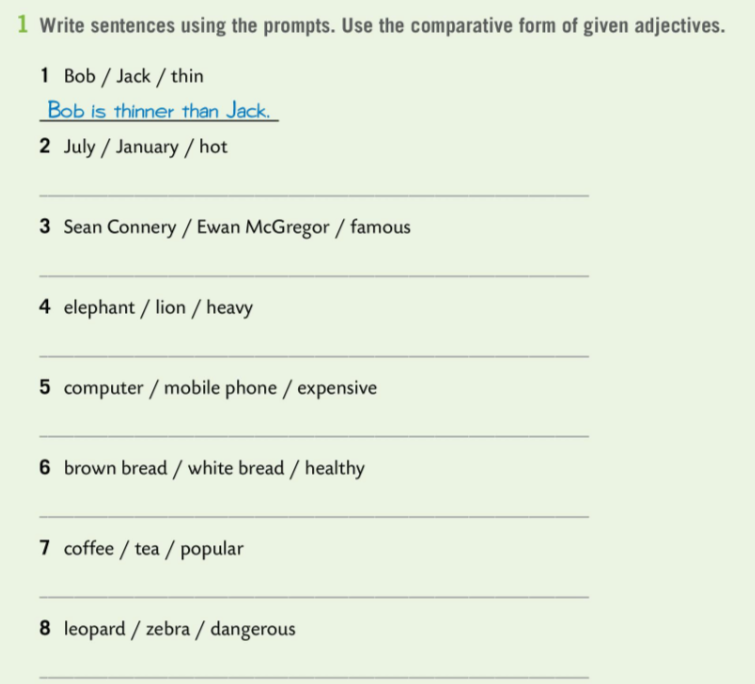 1 Write sentences using the prompts. Use the comparative form of given adjectives.
1 Bob / Jack / thin
Bob is thinner than Jack.
2 July / January / hot
3 Sean Connery / Ewan McGregor / famous
4 elephant / lion / heavy
5 computer / mobile phone / expensive
6 brown bread / white bread / healthy
7 coffee / tea / popular
8 leopard / zebra / dangerous